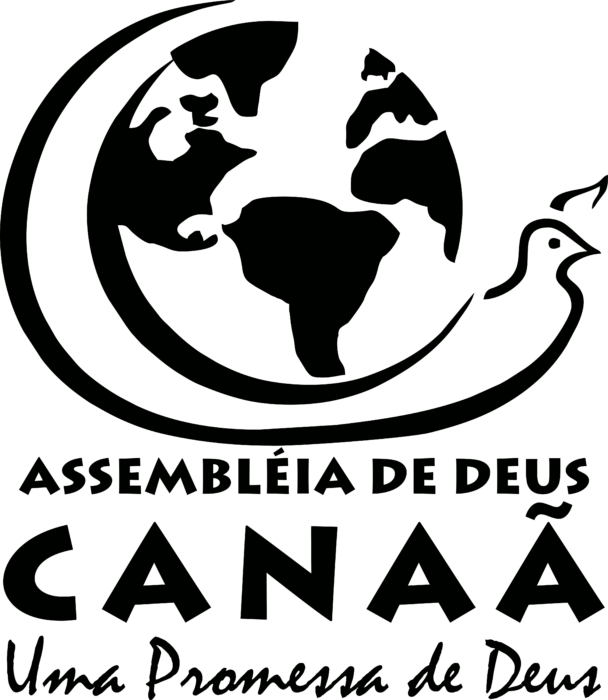 ASSEMBLÉIA DE DEUS
CANAÃ
Uma Promessa de Deus